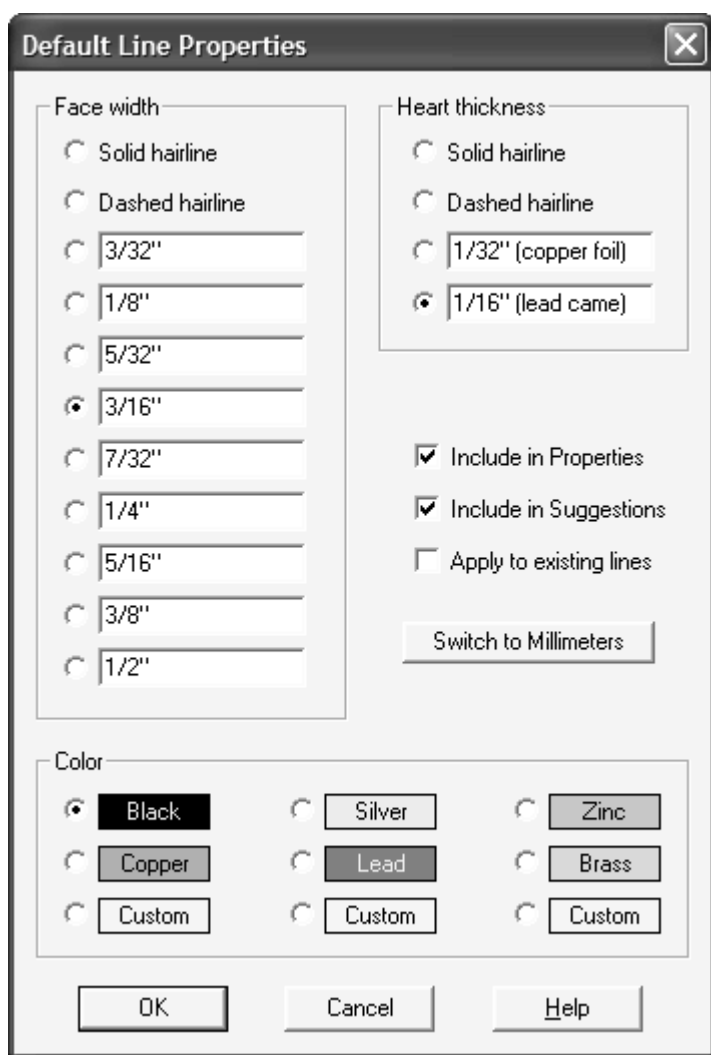 Default Line Properties
Face width
Solid hairline
Dashed hairline
3/32"
1/8"
5/32"
3/16"
7/32"
1/4"
5/16"
3/8"
1/2"
Heart thickness
Solid hairline
Dashed hairline
1/32" (copper foil)
1/16" (lead came)
Include in Properties
Include in Suggestions
Apply to existing lines
Switch to Millimeters
Color
Black Silver Zinc
Copper Lead Brass
Custom Custom Custom
OK Cancel Help